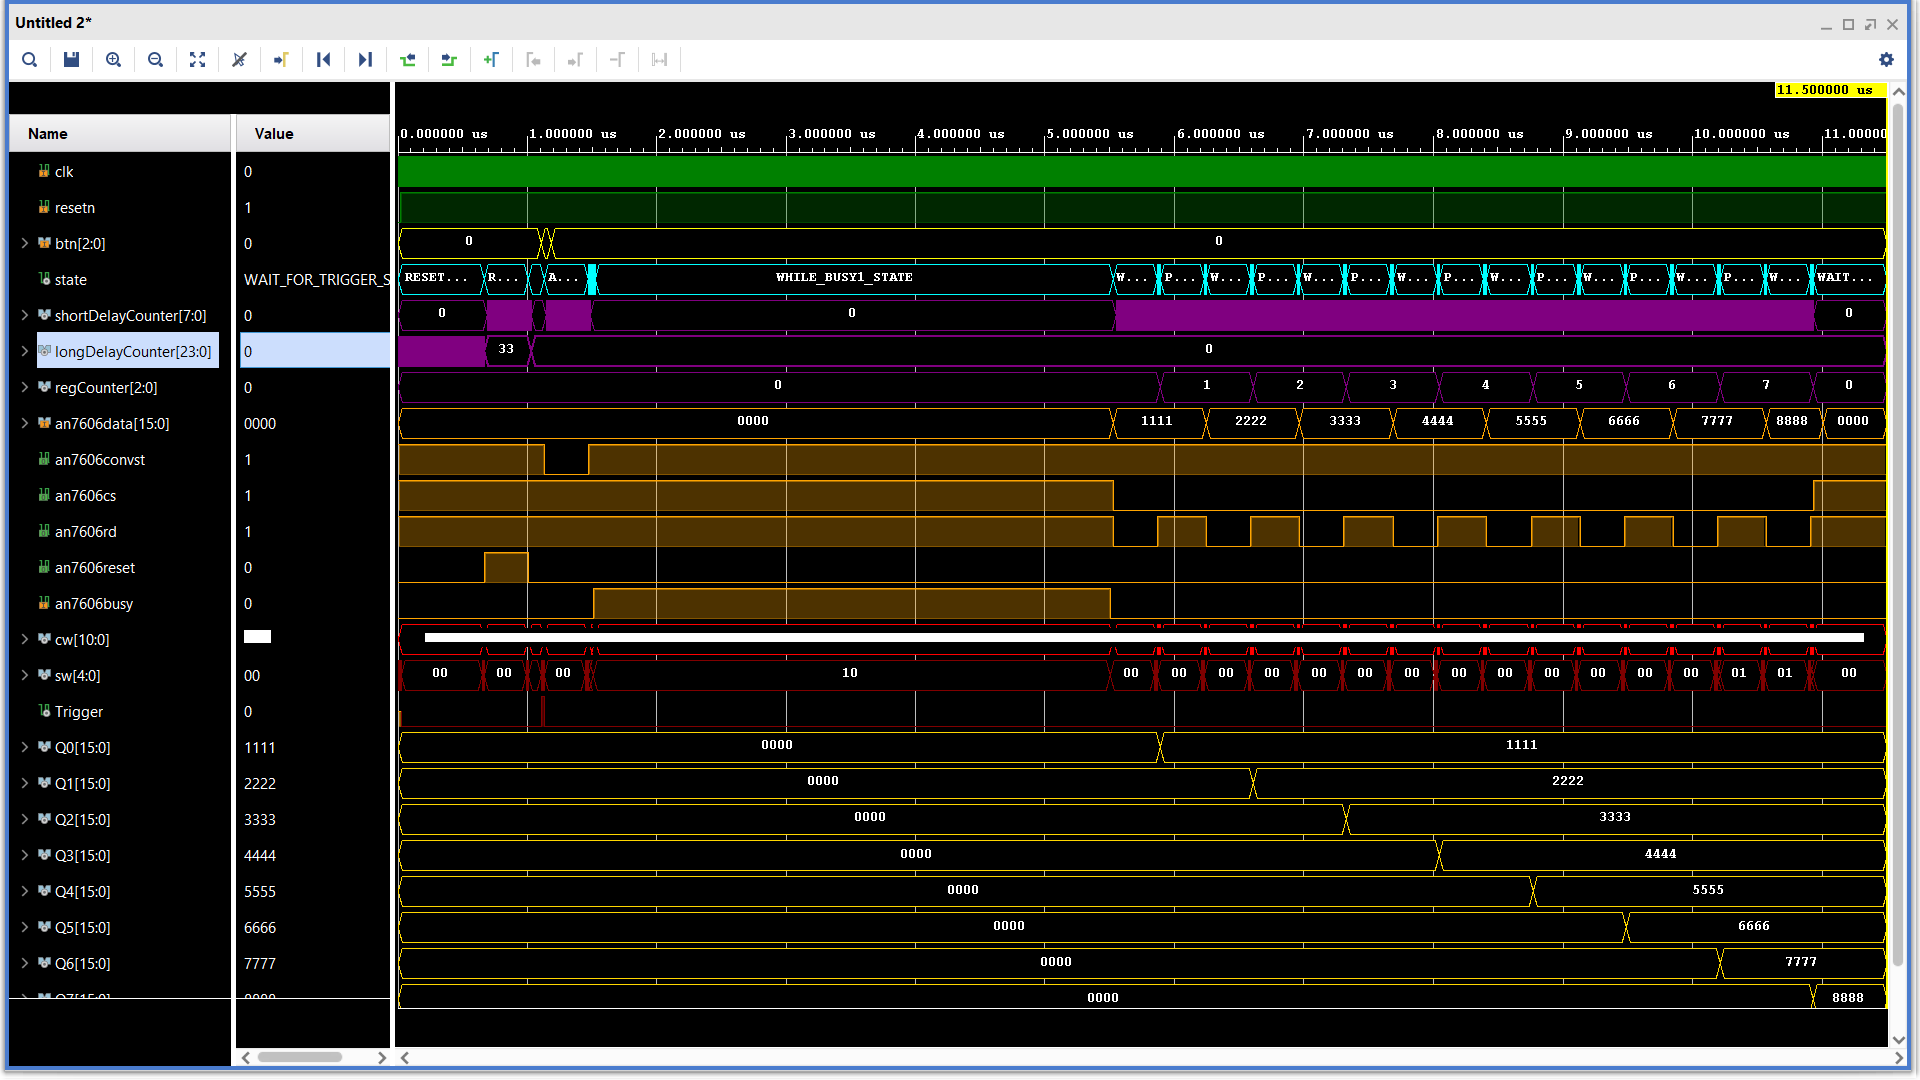 Untitled 2*
11.500000 us
Name Value
0.000000 us 1.000000 us 2.000000 us 3.000000 us 4.000000 us 5.000000 us 6.000000 us 7.000000 us 8.000000 us 9.000000 us 10.000000 us 11.00000
clk 0
resetn 1
btn[2:0] 0 0 0
state WAIT_FOR_TRIGGER_S RESET... R... A... WHILE_BUSY1_STATE W... P... W... P... W... P... W... P... W... P... W... P... W... P... W... WAIT...
shortDelayCounter[7:0] 0 0 0 0
longDelayCounter[23:0] 0 33 0
regCounter[2:0] 0 0 1 2 3 4 5 6 7 0
an7606data[15:0] 0000 0000 1111 2222 3333 4444 5555 6666 7777 8888 0000
an7606convst 1
an7606cs 1
an7606rd 1
an7606reset 0
an7606busy 0
cw[10:0]
sw[4:0] 00 00 00 00 10 00 00 00 00 00 00 00 00 00 00 00 00 00 01 01 00
Trigger 0
Q0[15:0] 1111 0000 1111
Q1[15:0] 2222 0000 2222
Q2[15:0] 3333 0000 3333
Q3[15:0] 4444 0000 4444
Q4[15:0] 5555 0000 5555
Q5[15:0] 6666 0000 6666
Q6[15:0] 7777 0000 7777
Q7[15:0] 8888 0000 8888